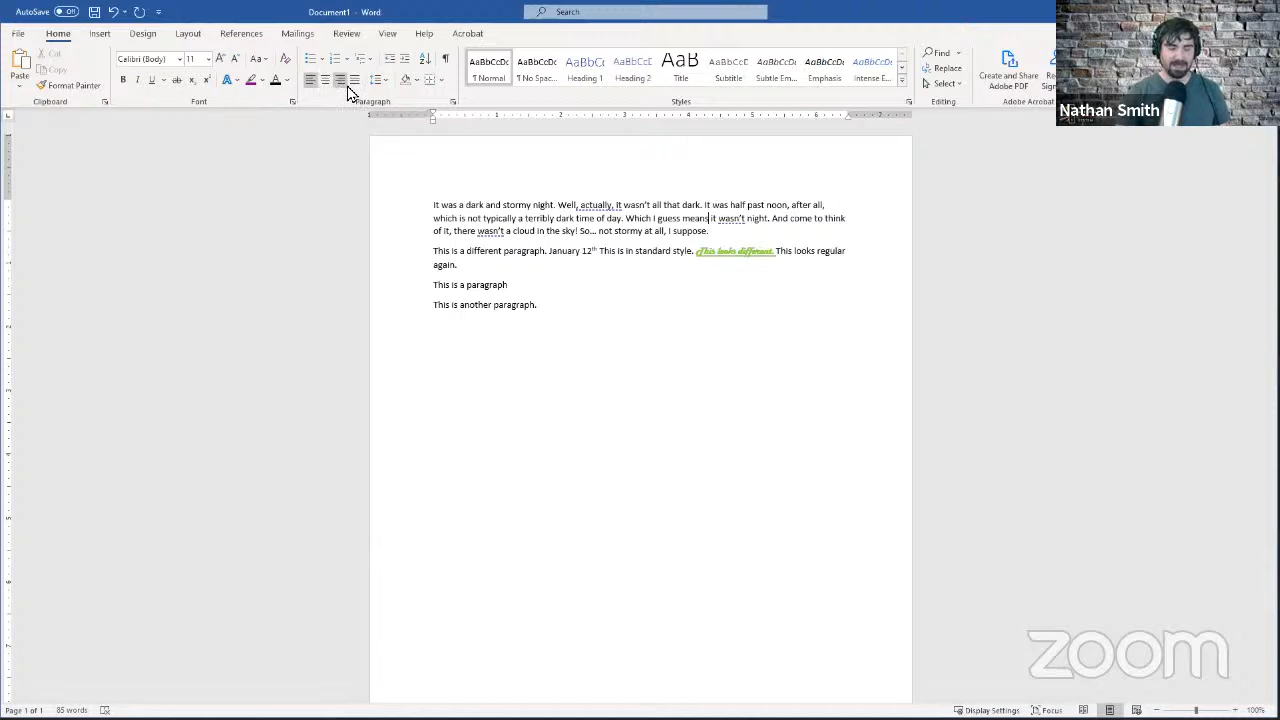 AutoSave Off Document1 - Word Search
File Home Insert Design Layout References Mailings Review View Help Acrobat
Paste Cut Copy Format Painter
Calibri (Body) 11
AaBbCcDc AaBbCcDc AaBbCc AaBbCcC AaB AaBbCcC AaBbCcDc AaBbCcDc AaBbCcDc
¶ Normal ¶ No Spac... Heading 1 Heading 2 Title Subtitle Subtle Em... Emphasis Intense E...
Find
Replace
Select
Create and Share
Adobe PDF
Clipboard Font Paragraph Styles Editing
Nathan Smith
It was a dark and stormy night. Well, actually, it wasn't all that dark. It was half past noon, after all,
which is not typically a terribly dark time of day. Which I guess means it wasn't night. And come to think
of it, there wasn't a cloud in the sky! So... not stormy at all, I suppose.
This is a different paragraph. January 12th This is in standard style. This looks different. This looks regular
again.
This is a paragraph
This is another paragraph.
zoom
Page 1 of 1 85 words Display Settings Focus 100%